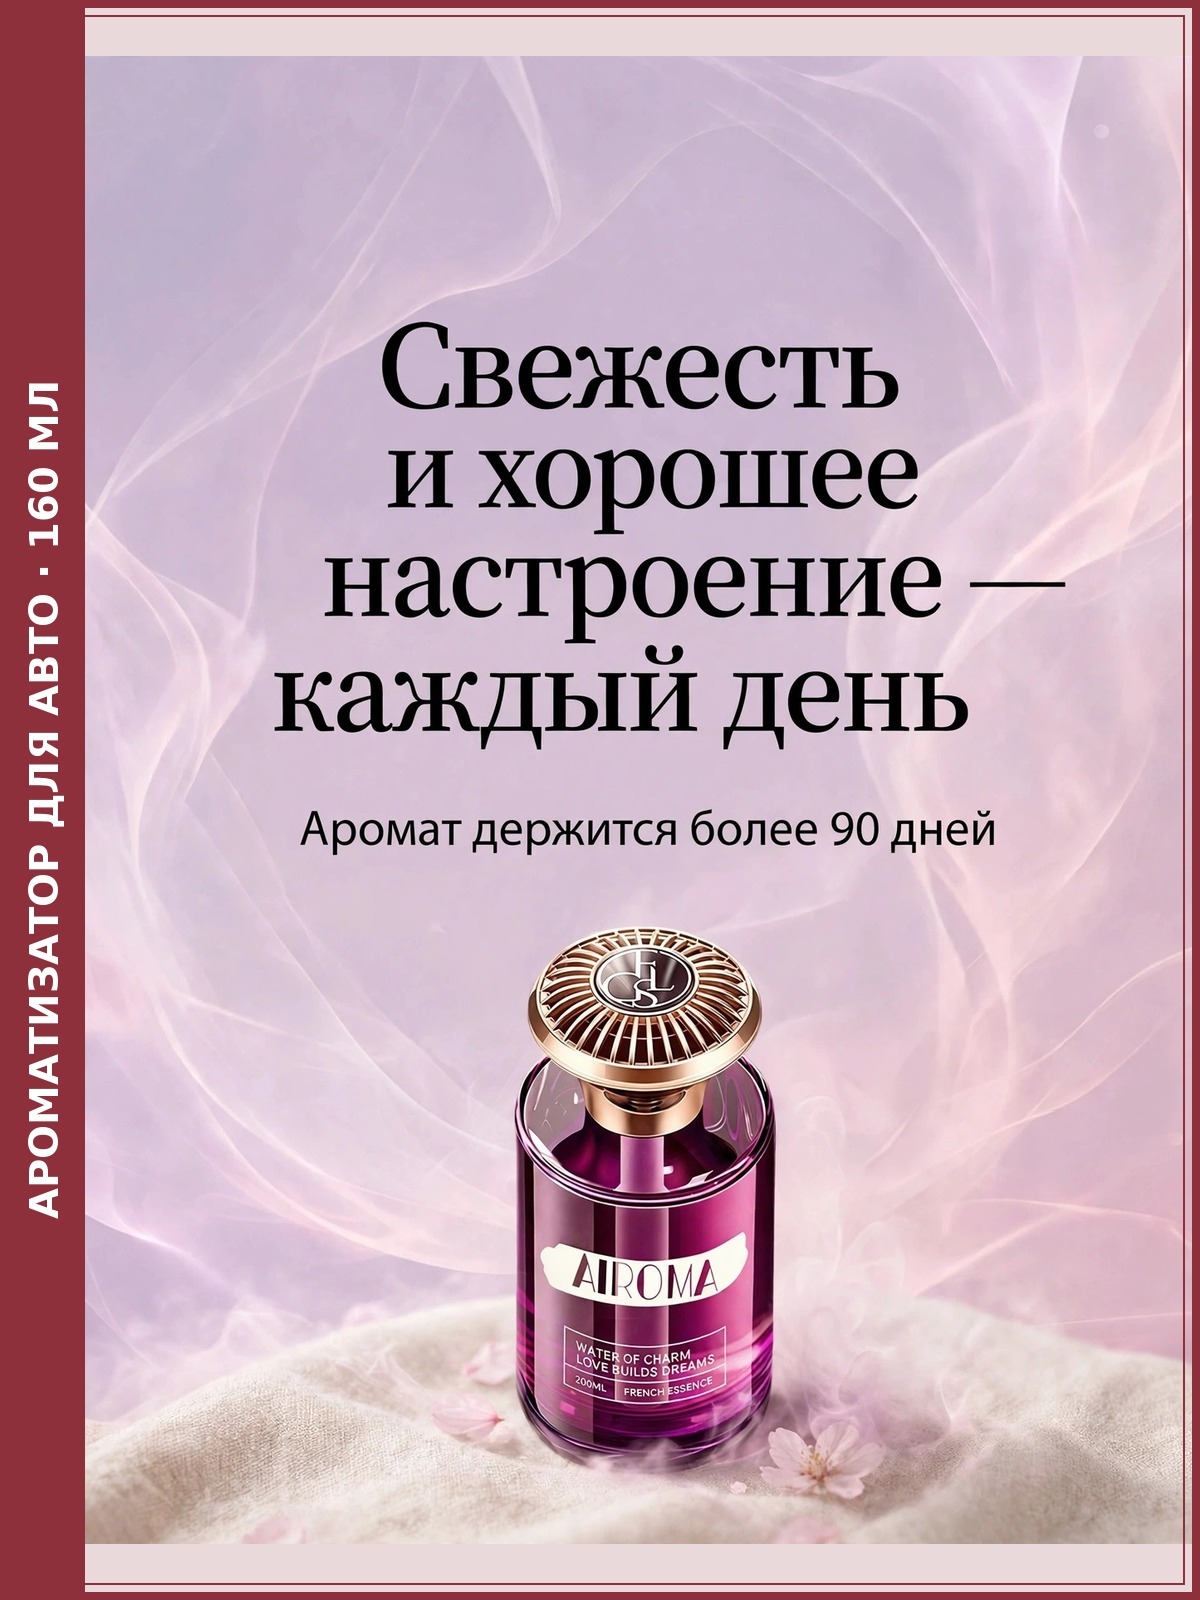 АРОМАТИЗАТОР ДЛЯ АВТО · 160 МЛ
Свежесть
и хорошее
настроение —
каждый день
Аромат держится более 90 дней
AIROMA
WATER OF CHARM
LOVE BUILDS DREAMS
200ML FRENCH ESSENCE